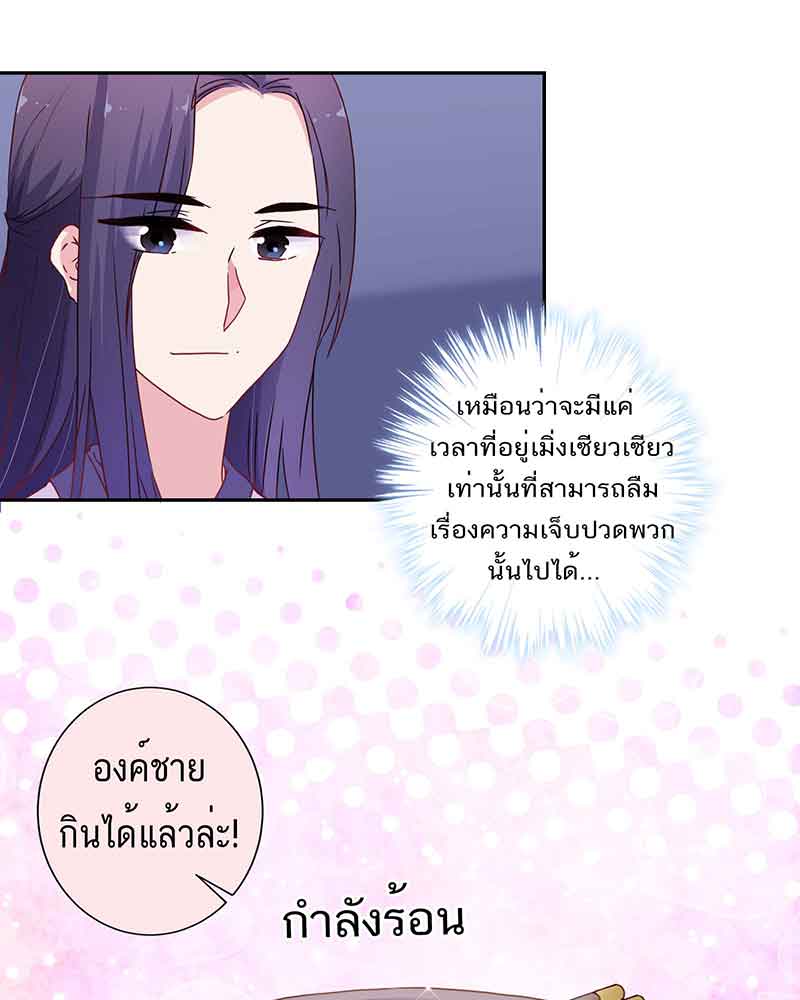 เหมือนว่าจะมีแค่
เวลาที่อยู่เมิ่งเซียวเซียว
เท่านั้นที่สามารถลืม
เรื่องความเจ็บปวดพวก
นั้นไปได้...
องค์ชาย
กินได้แล้วล่ะ!
กำลังร้อน